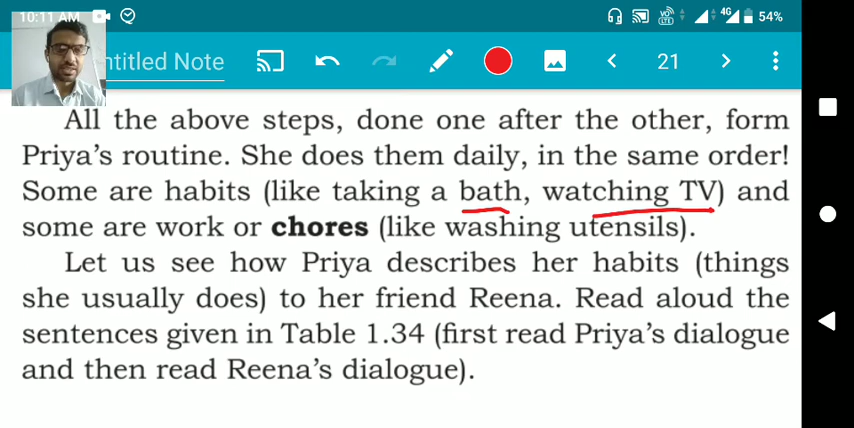 10:11 AM
VO
LTE
4G
54%
ntitled Note
21
All the above steps, done one after the other, form
Priya's routine. She does them daily, in the same order!
Some are habits (like taking a bath, watching TV) and
some are work or chores (like washing utensils).
Let us see how Priya describes her habits (things
she usually does) to her friend Reena. Read aloud the
sentences given in Table 1.34 (first read Priya's dialogue
and then read Reena's dialogue).